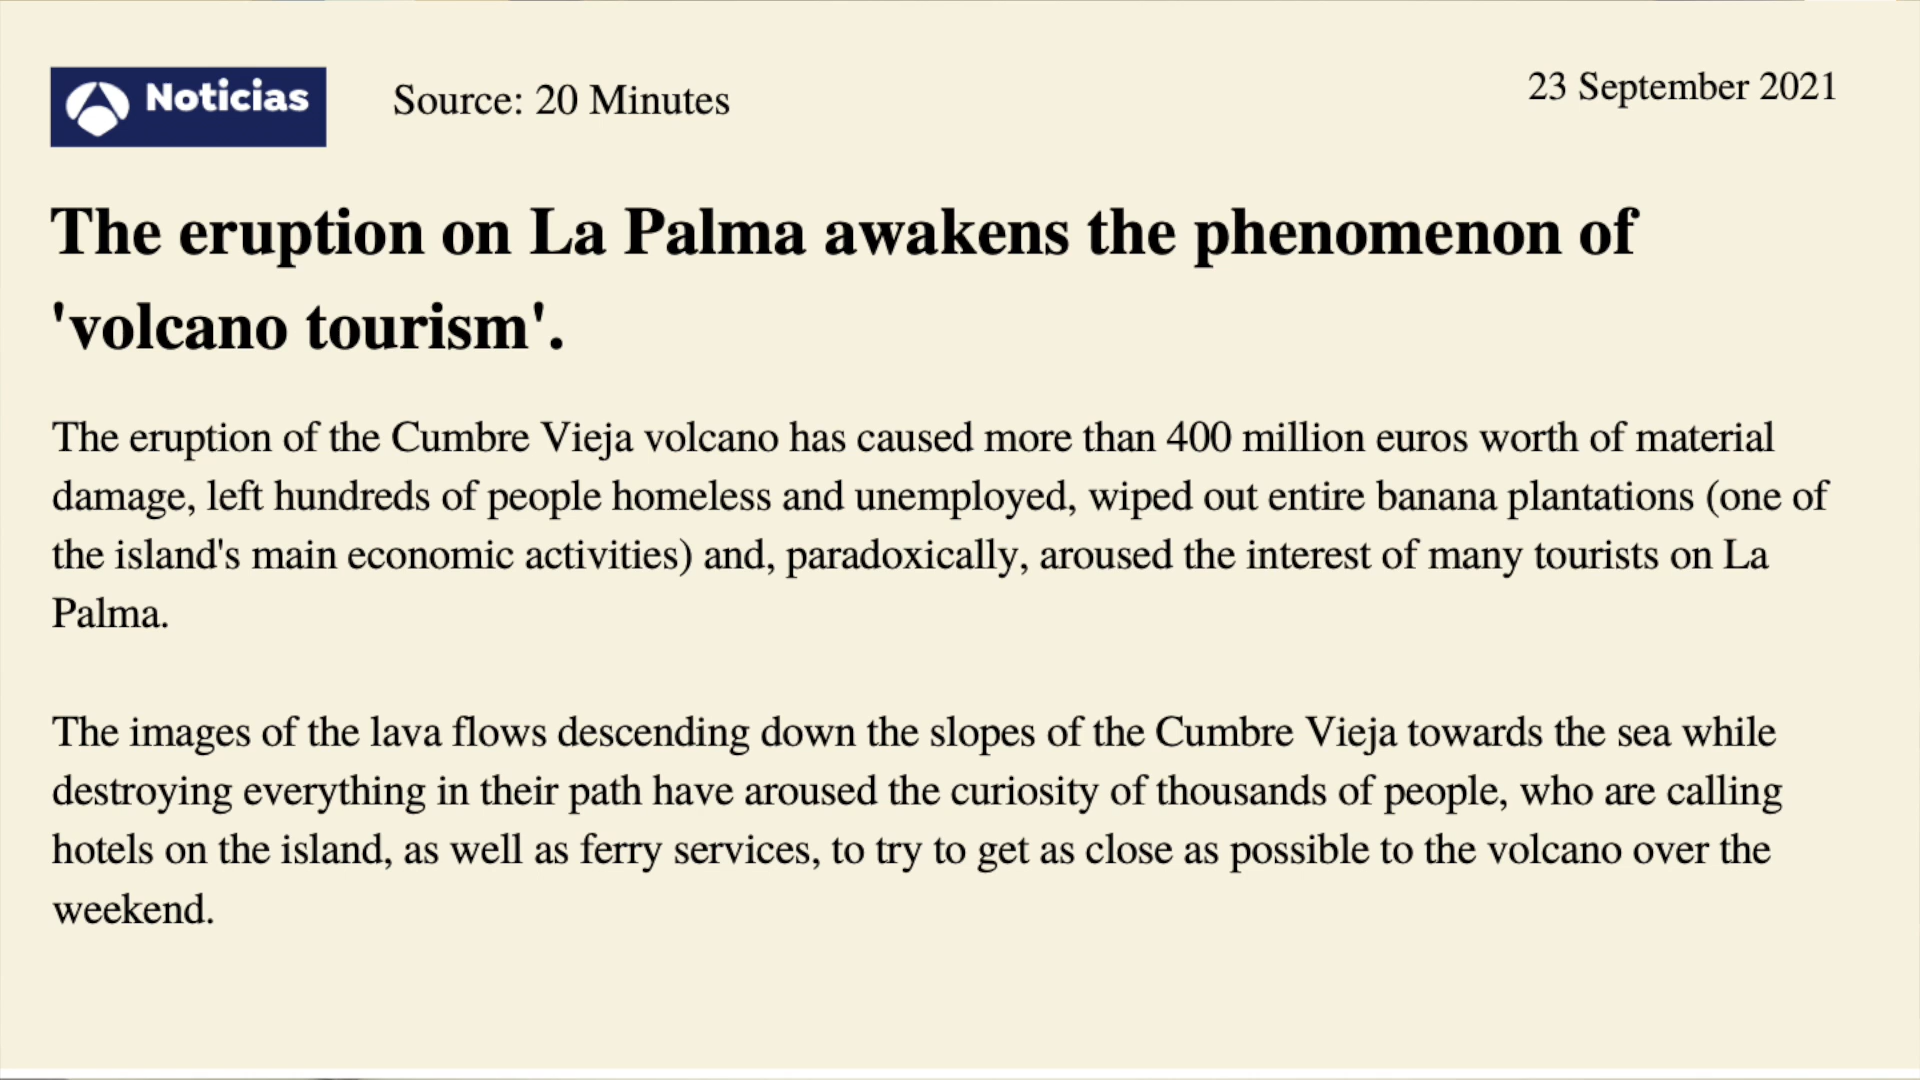 Noticias
Source: 20 Minutes
23 September 2021
The eruption on La Palma awakens the phenomenon of
'volcano tourism'.
The eruption of the Cumbre Vieja volcano has caused more than 400 million euros worth of material
damage, left hundreds of people homeless and unemployed, wiped out entire banana plantations (one of
the island's main economic activities) and, paradoxically, aroused the interest of many tourists on La
Palma.
The images of the lava flows descending down the slopes of the Cumbre Vieja towards the sea while
destroying everything in their path have aroused the curiosity of thousands of people, who are calling
hotels on the island, as well as ferry services, to try to get as close as possible to the volcano over the
weekend.